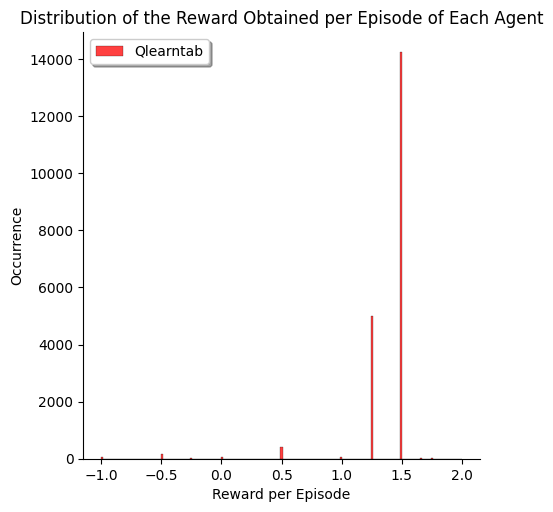 Distribution of the Reward Obtained per Episode of Each Agent
Qlearntab
14000
12000
10000
8000
6000
4000
2000
0
Occurrence
−1.0 −0.5 0.0 0.5 1.0 1.5 2.0
Reward per Episode